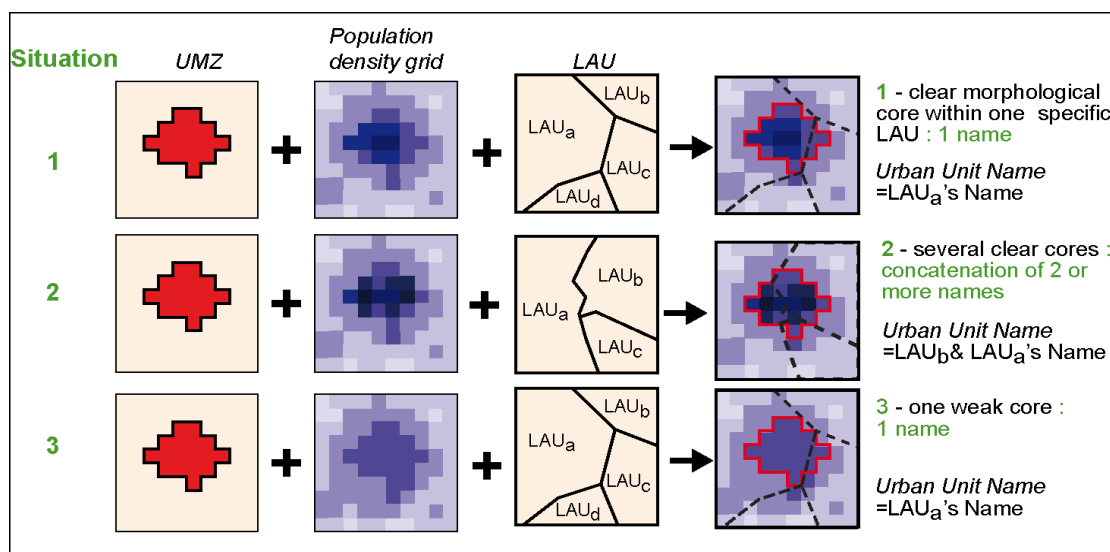 Situation
UMZ
Population
density grid
LAU
1
LAUb
LAUa
LAUc
LAUd
1 - clear morphological
core within one specific
LAU : 1 name
Urban Unit Name
=LAUa's Name
2
LAUb
LAUa
LAUc
2 - several clear cores :
concatenation of 2 or
more names
Urban Unit Name
=LAUb& LAUa's Name
3
LAUb
LAUa
LAUc
LAUd
3 - one weak core :
1 name
Urban Unit Name
=LAUa's Name